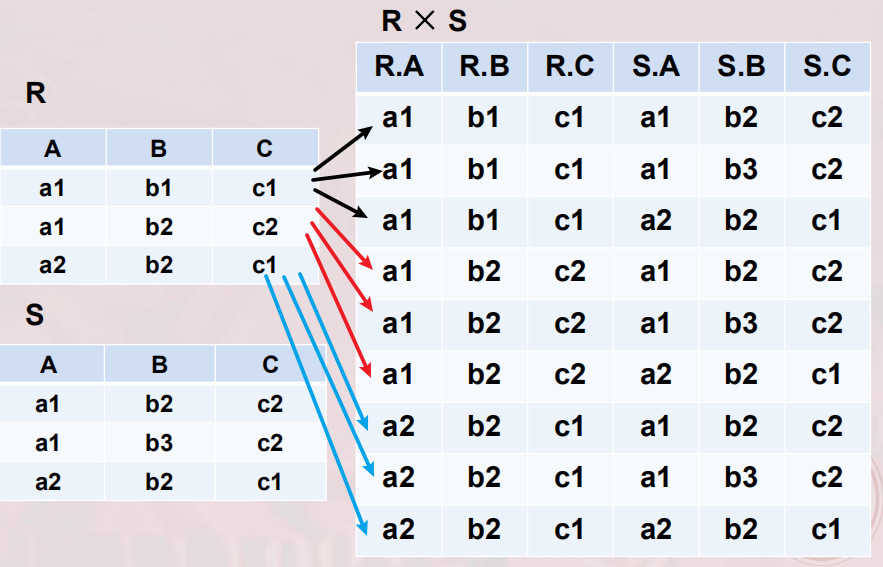 R
A B C
a1 b1 c1
a1 b2 c2
a2 b2 c1
S
A B C
a1 b2 c2
a1 b3 c2
a2 b2 c1
R × S
R.A R.B R.C S.A S.B S.C
a1 b1 c1 a1 b2 c2
a1 b1 c1 a1 b3 c2
a1 b1 c1 a2 b2 c1
a1 b2 c2 a1 b2 c2
a1 b2 c2 a1 b3 c2
a1 b2 c2 a2 b2 c1
a2 b2 c1 a1 b2 c2
a2 b2 c1 a1 b3 c2
a2 b2 c1 a2 b2 c1